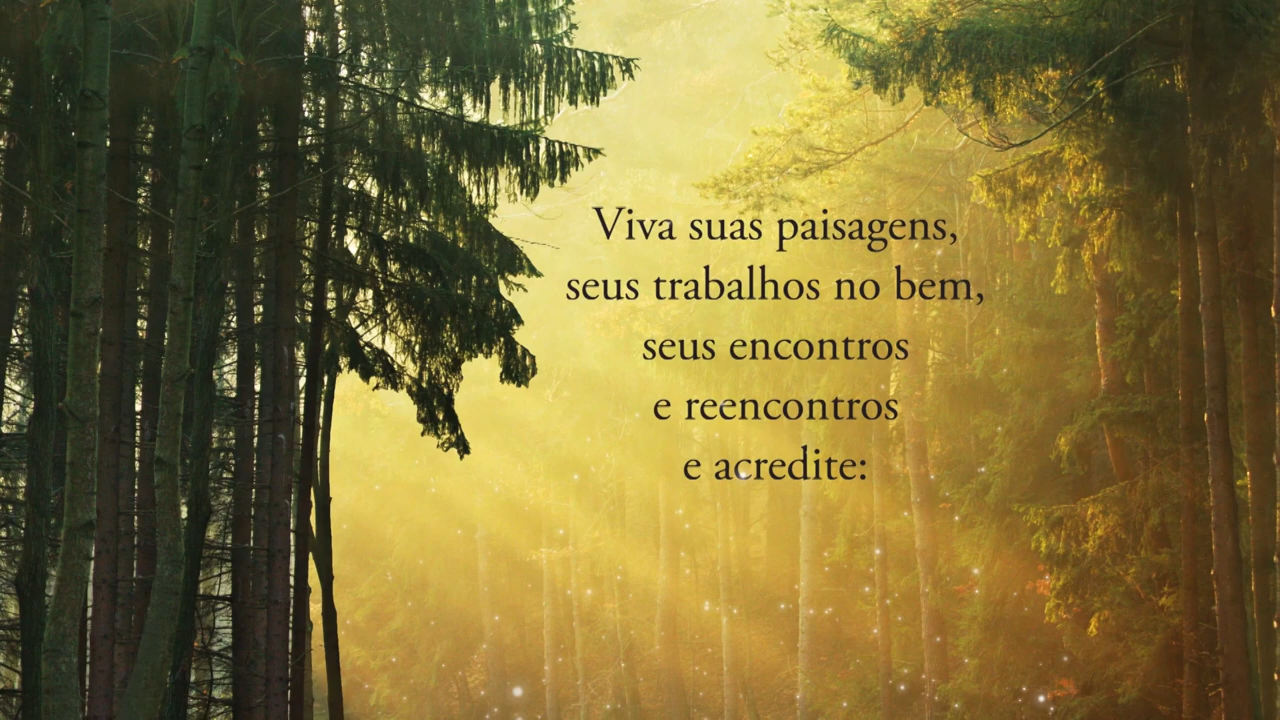 Viva suas paisagens,
seus trabalhos no bem,
seus encontros
e reencontros
e acredite: